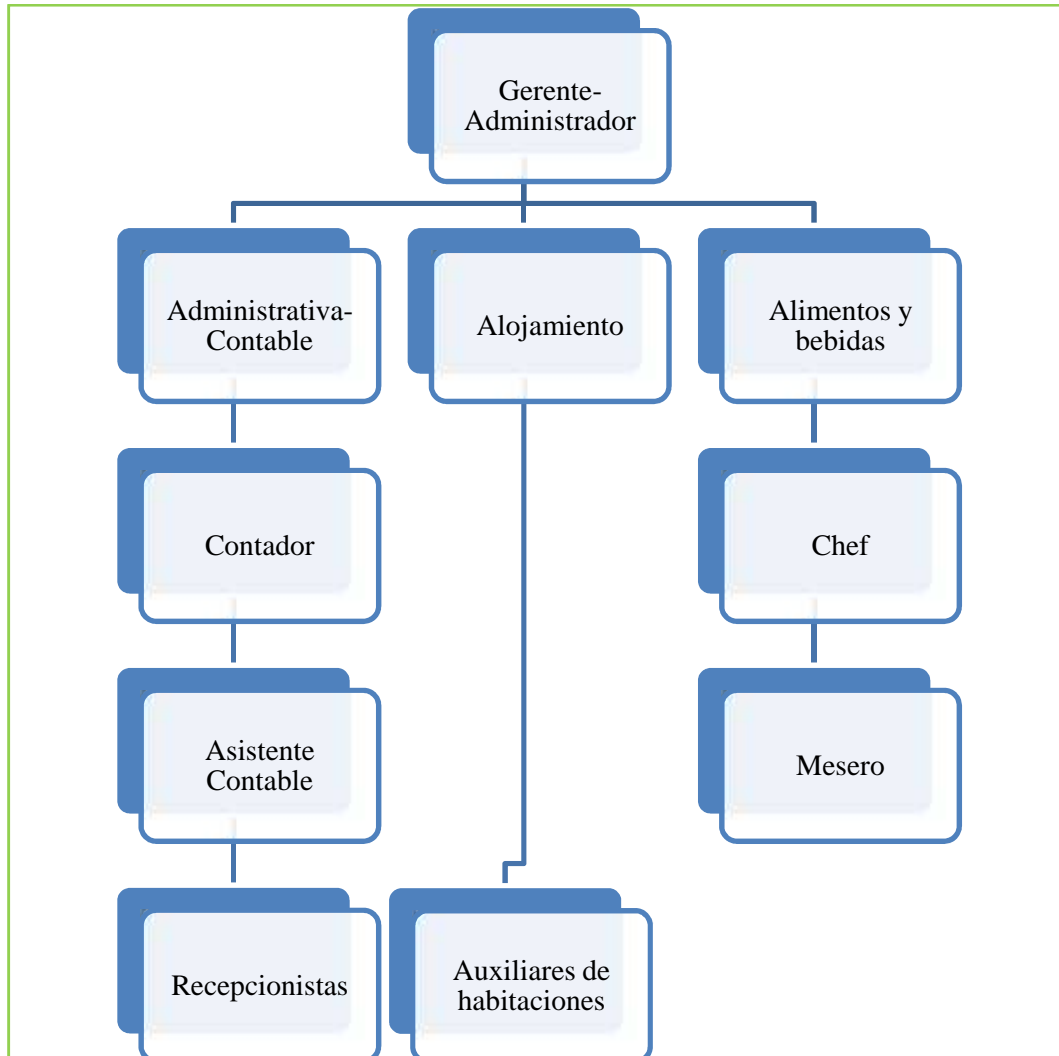 Gerente-
Administrador
Administrativa-
Contable
Alojamiento
Alimentos y
bebidas
Contador
Chef
Asistente
Contable
Mesero
Recepcionistas
Auxiliares de
habitaciones